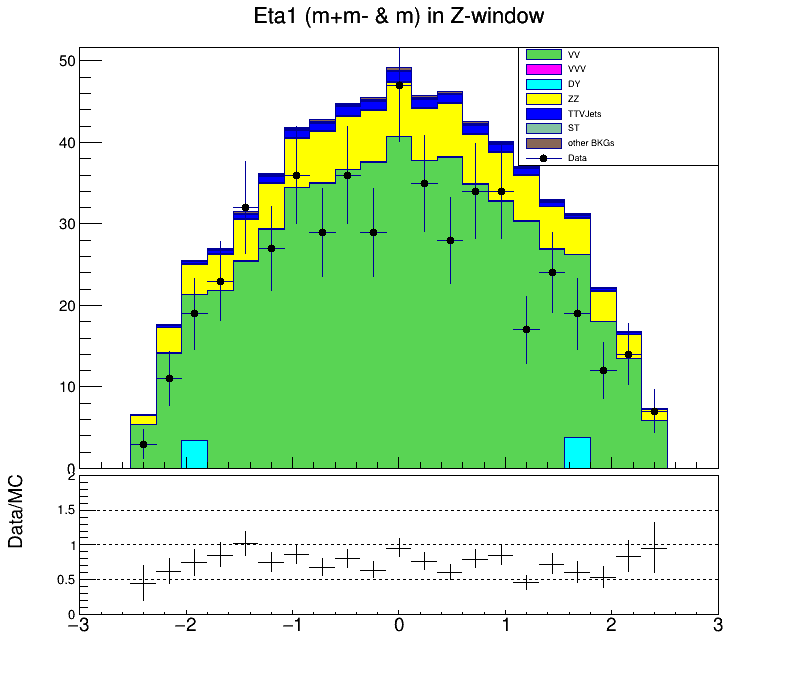 Eta1 (m+m- & m) in Z-window
50
40
30
20
10
0
VV
VVV
DY
ZZ
TTVJets
ST
other BKGs
Data
Data/MC
2
1.5
1
0.5
0
−3 −2 −1 0 1 2 3